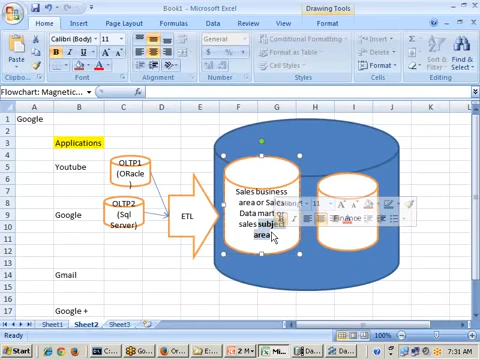 Book1 - Microsoft Excel
Drawing Tools
Home Insert Page Layout Formulas Data Review View Format
Paste
Calibri (Body) 11
General
Conditional Formatting
Format as Table
Cell Styles
Insert
Delete
Format
Sort & Filter
Find & Select
Clipboard Font Alignment Number Styles Cells Editing
Flowchart: Magnetic...
A B C D E F G H I J K L
1 Google
2
3
4 Applications
5 Youtube
OLTP1
(ORacle
)
OLTP2
(Sql
Server)
ETL
Sales business
area or Sales
Data mart or
sales subject
area
Finance
Calibri 11
6
7
8
9 Google
10
11
12
14 Gmail
15
17 Google +
Sheet1 Sheet2 Sheet3
100%
Start
7:31 AM